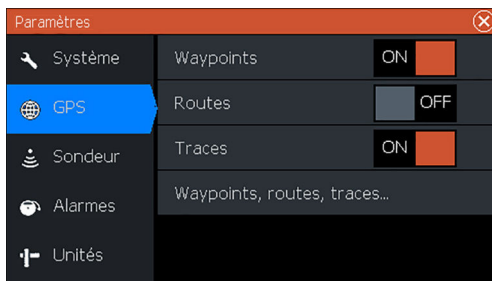 Paramètres
Système
GPS
Sondeur
Alarmes
Unités
Waypoints ON
Routes OFF
Traces ON
Waypoints, routes, traces...